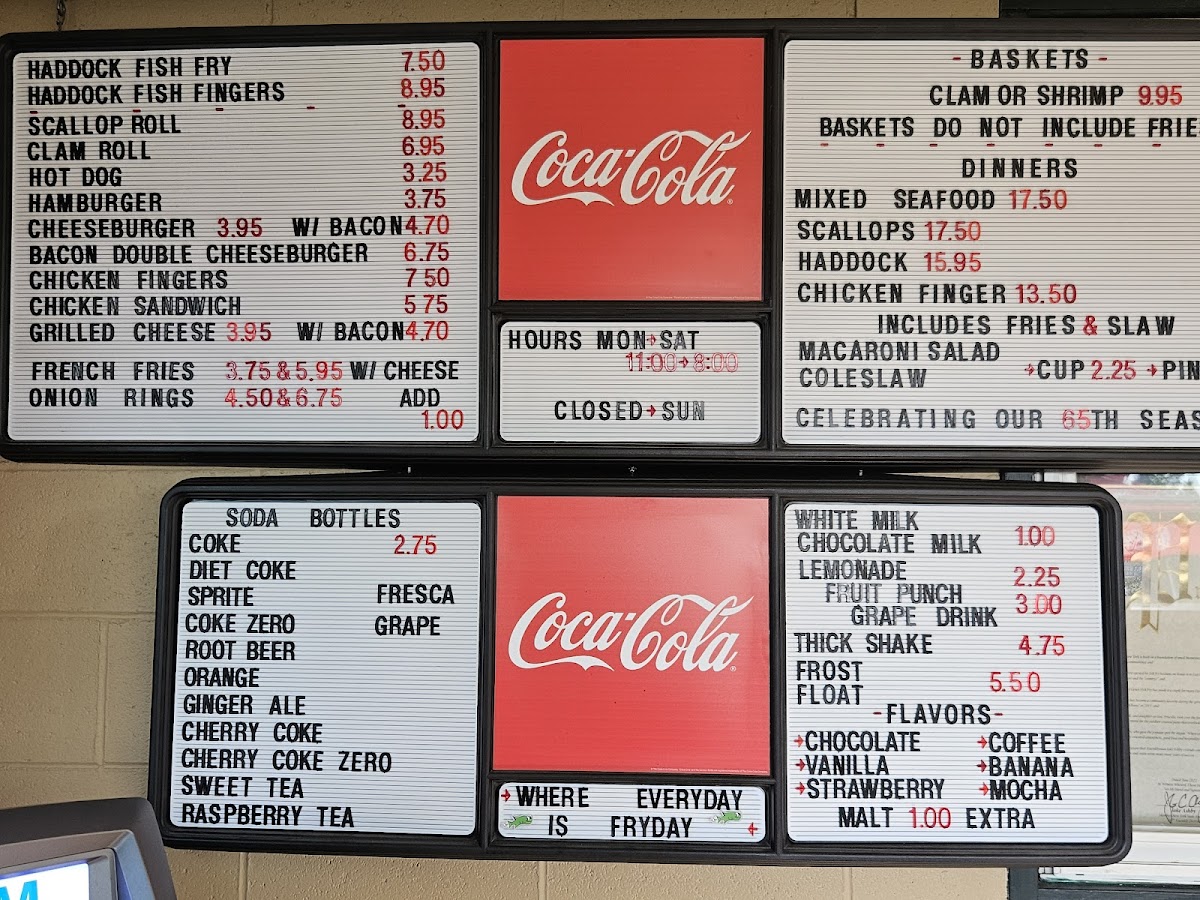 HADDOCK FISH FRY 7.50
HADDOCK FISH FINGERS 8.95
SCALLOP ROLL 8.95
CLAM ROLL 6.95
HOT DOG 3.25
HAMBURGER 3.75
CHEESEBURGER 3.95 W/ BACON 4.70
BACON DOUBLE CHEESEBURGER 6.75
CHICKEN FINGERS 7 50
CHICKEN SANDWICH 5 75
GRILLED CHEESE 3.95 W/ BACON 4.70
FRENCH FRIES 3.75 & 5.95 W/ CHEESE
ONION RINGS 4.50 & 6.75 ADD
1.00
Coca-Cola
HOURS MON→SAT
11:00→8:00
CLOSED→SUN
-BASKETS-
CLAM OR SHRIMP 9.95
BASKETS DO NOT INCLUDE FRIE
DINNERS
MIXED SEAFOOD 17.50
SCALLOPS 17.50
HADDOCK 15.95
CHICKEN FINGER 13.50
INCLUDES FRIES & SLAW
MACARONI SALAD
COLESLAW →CUP 2.25 →PIN
CELEBRATING OUR 65TH SEAS
SODA BOTTLES
COKE 2.75
DIET COKE
SPRITE FRESCA
COKE ZERO GRAPE
ROOT BEER
ORANGE
GINGER ALE
CHERRY COKE
CHERRY COKE ZERO
SWEET TEA
RASPBERRY TEA
Coca-Cola
→WHERE EVERYDAY
IS FRYDAY ←
WHITE MILK
CHOCOLATE MILK 1.00
LEMONADE 2.25
FRUIT PUNCH 3.00
GRAPE DRINK
THICK SHAKE 4.75
FROST
FLOAT 5.50
-FLAVORS-
→CHOCOLATE →COFFEE
→VANILLA →BANANA
→STRAWBERRY →MOCHA
MALT 1.00 EXTRA
M